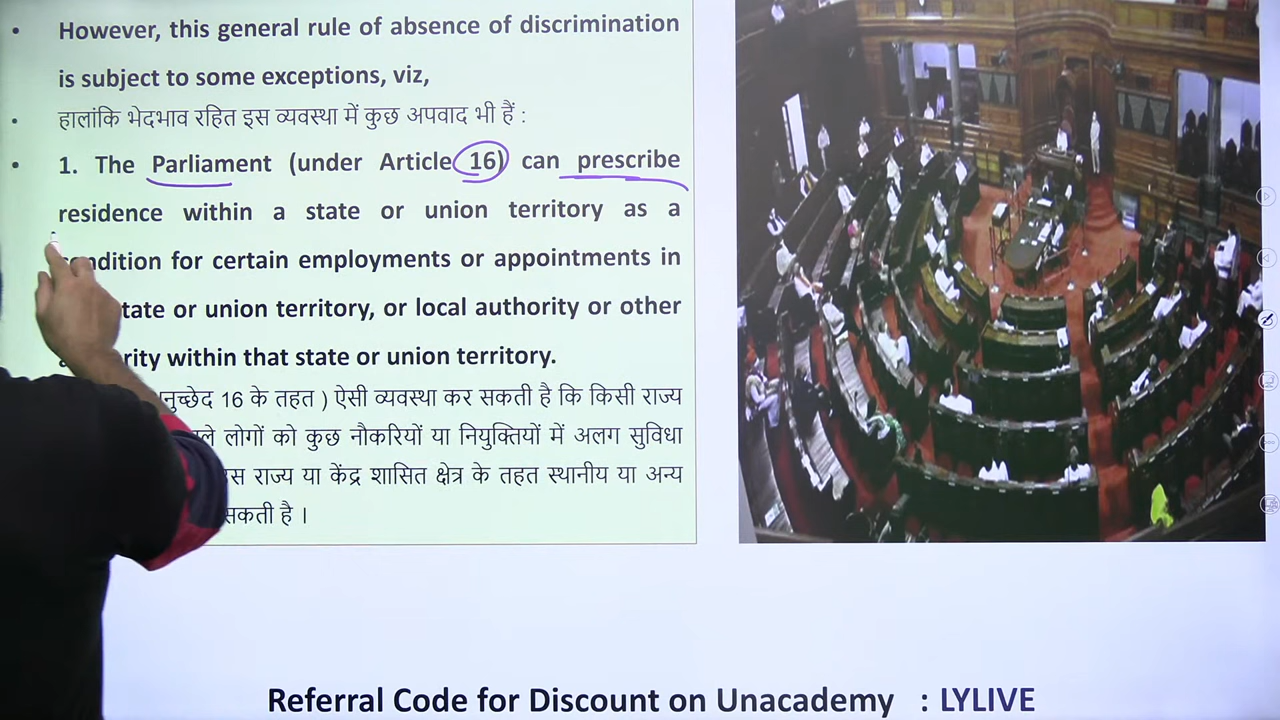 However, this general rule of absence of discrimination
is subject to some exceptions, viz,
हालांकि भेदभाव रहित इस व्यवस्था में कुछ अपवाद भी हैं :
1. The Parliament (under Article 16) can prescribe
residence within a state or union territory as a
for certain employments or appointments in
or union territory, or local authority or other
within that state or union territory.
16 के तहत ) ऐसी व्यवस्था कर सकती है कि किसी राज्य
लोगों को कुछ नौकरियों या नियुक्तियों में अलग सुविधा
राज्य या केंद्र शासित क्षेत्र के तहत स्थानीय या अन्य
सकती है ।
Referral Code for Discount on Unacademy : LYLIVE